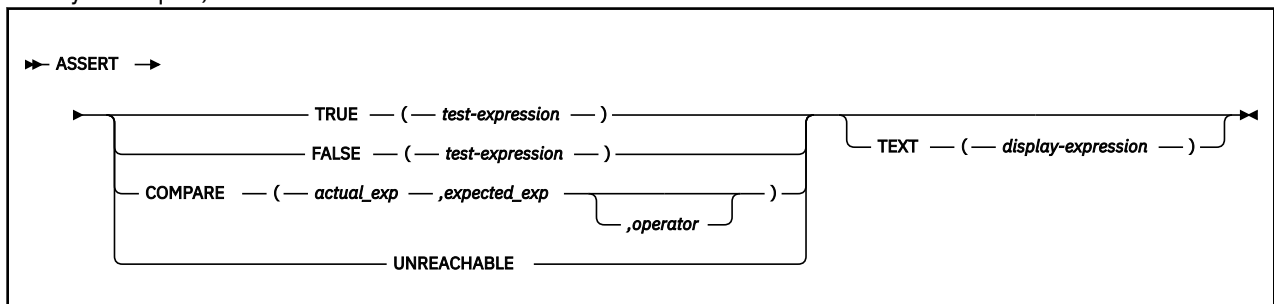 ASSERT
TRUE ( test-expression )
FALSE ( test-expression )
TEXT ( display-expression )
COMPARE ( actual_exp ,expected_exp )
,operator
UNREACHABLE